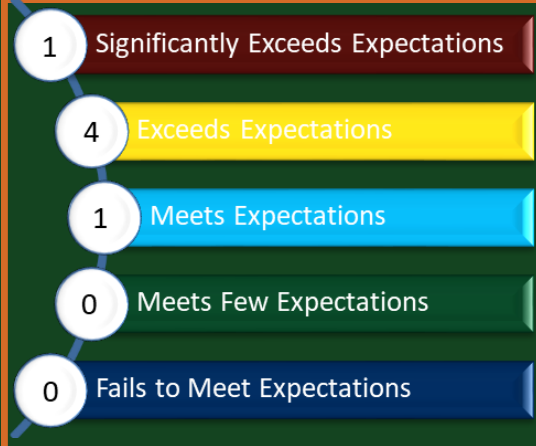 1 Significantly Exceeds Expectations
4 Exceeds Expectations
1 Meets Expectations
0 Meets Few Expectations
0 Fails to Meet Expectations